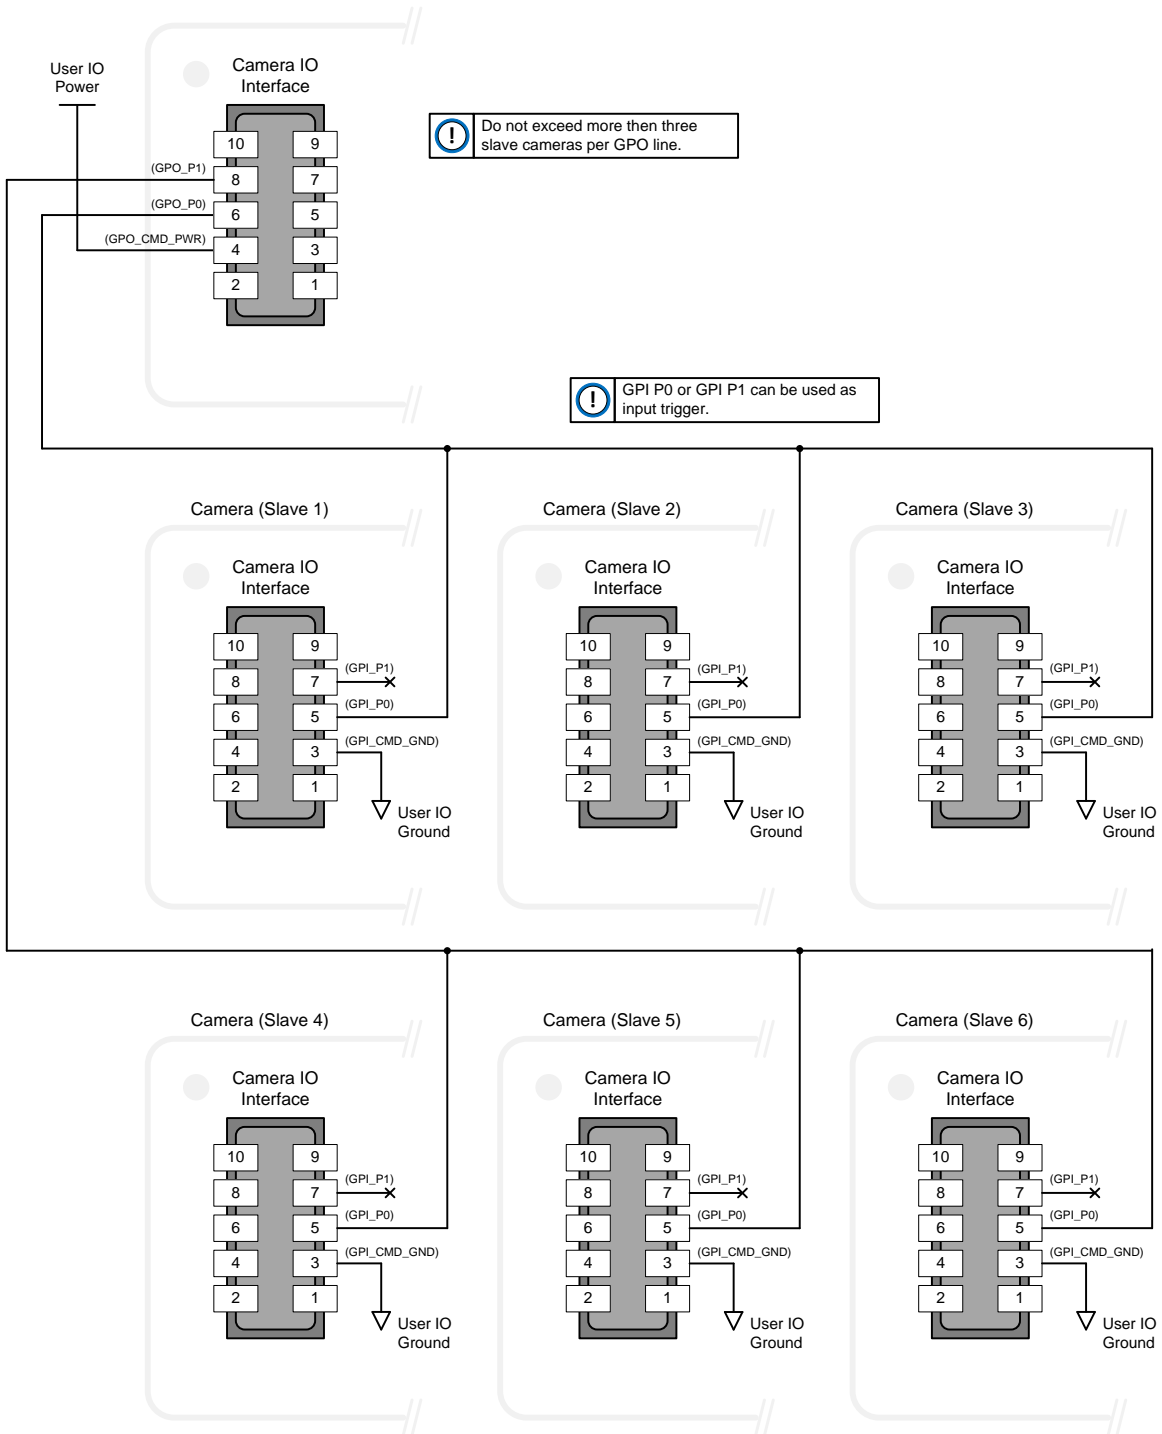 User IO
Power
Camera IO
Interface
10 9
(GPO_P1) 8 7
(GPO_P0) 6 5
(GPO_CMD_PWR) 4 3
2 1
! Do not exceed more then three
slave cameras per GPO line.
! GPI P0 or GPI P1 can be used as
input trigger.
Camera (Slave 1)
Camera IO
Interface
10 9
8 7 (GPI_P1)
6 5 (GPI_P0)
4 3 (GPI_CMD_GND)
2 1
User IO
Ground
Camera (Slave 2)
Camera IO
Interface
10 9
8 7 (GPI_P1)
6 5 (GPI_P0)
4 3 (GPI_CMD_GND)
2 1
User IO
Ground
Camera (Slave 3)
Camera IO
Interface
10 9
8 7 (GPI_P1)
6 5 (GPI_P0)
4 3 (GPI_CMD_GND)
2 1
User IO
Ground
Camera (Slave 4)
Camera IO
Interface
10 9
8 7 (GPI_P1)
6 5 (GPI_P0)
4 3 (GPI_CMD_GND)
2 1
User IO
Ground
Camera (Slave 5)
Camera IO
Interface
10 9
8 7 (GPI_P1)
6 5 (GPI_P0)
4 3 (GPI_CMD_GND)
2 1
User IO
Ground
Camera (Slave 6)
Camera IO
Interface
10 9
8 7 (GPI_P1)
6 5 (GPI_P0)
4 3 (GPI_CMD_GND)
2 1
User IO
Ground